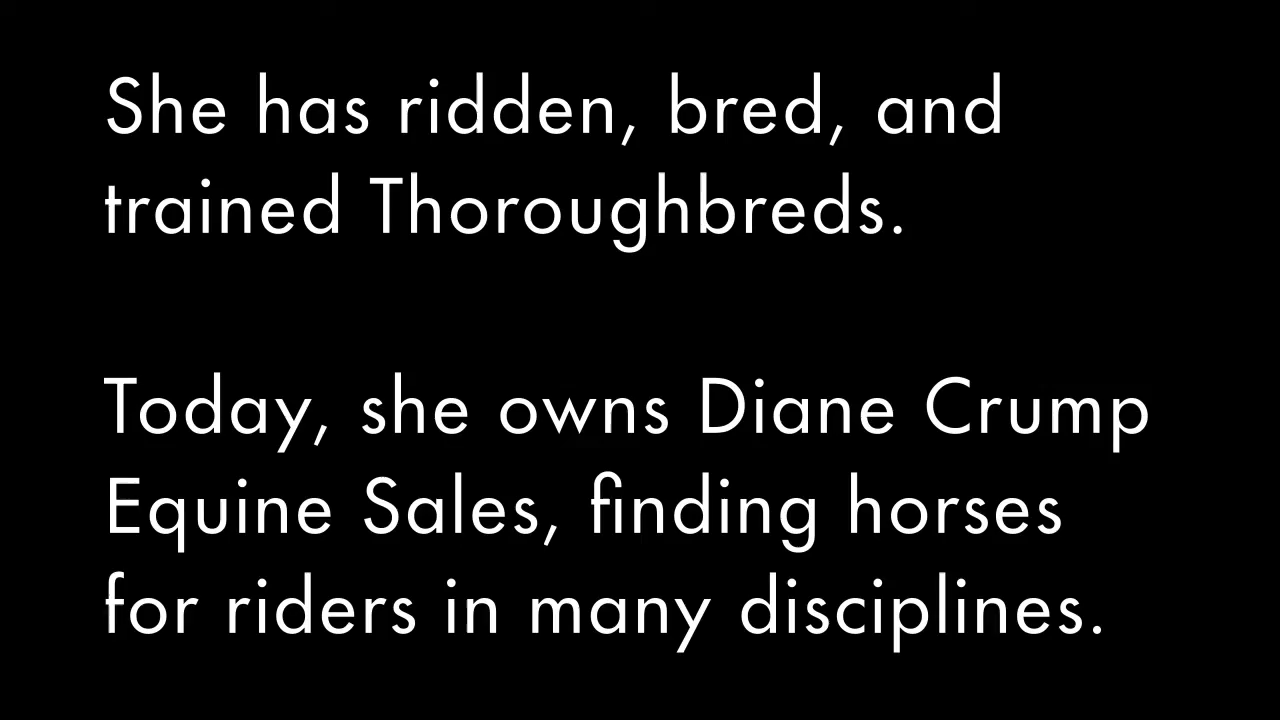 She has ridden, bred, and
trained Thoroughbreds.
Today, she owns Diane Crump
Equine Sales, finding horses
for riders in many disciplines.